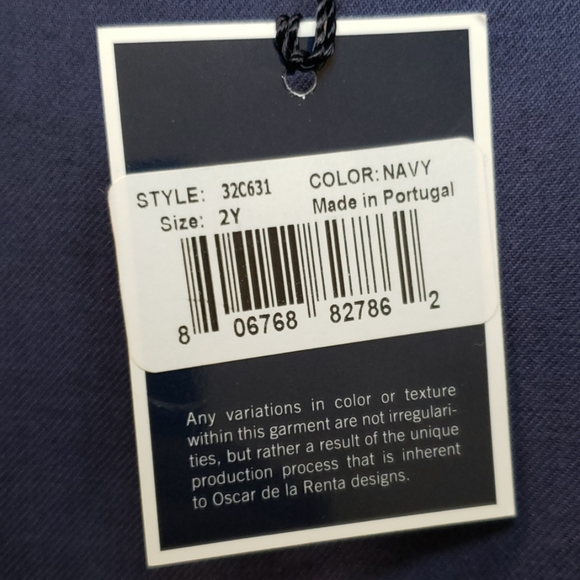 STYLE: 32C631 COLOR: NAVY
Size: 2Y Made in Portugal
8 06768 82786 2
Any variations in color or texture
within this garment are not irregulari-
ties, but rather a result of the unique
production process that is inherent
to Oscar de la Renta designs.